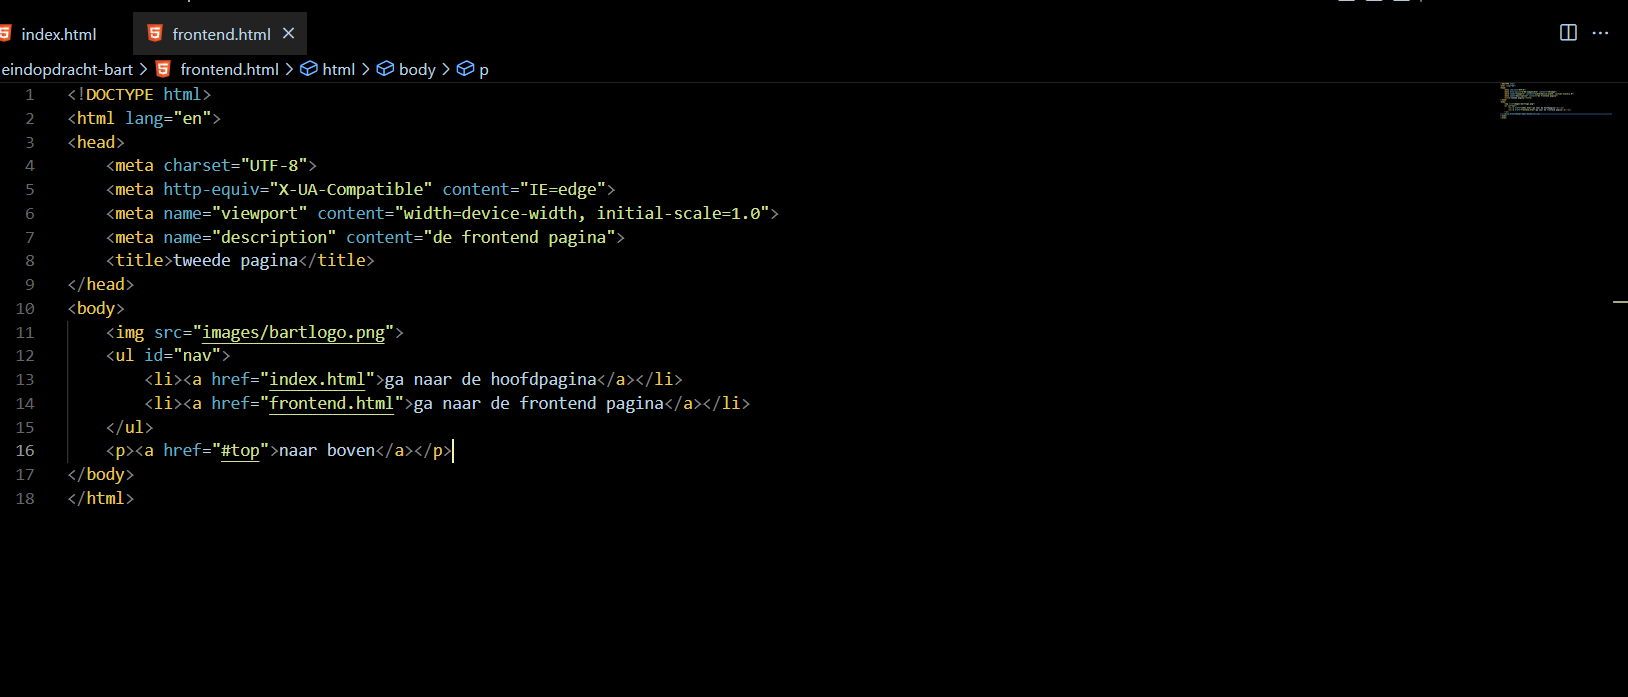 index.html frontend.html
eindopdracht-bart > frontend.html > html > body > p
1 <!DOCTYPE html>
2 <html lang="en">
3 <head>
4     <meta charset="UTF-8">
5     <meta http-equiv="X-UA-Compatible" content="IE=edge">
6     <meta name="viewport" content="width=device-width, initial-scale=1.0">
7     <meta name="description" content="de frontend pagina">
8     <title>tweede pagina</title>
9 </head>
10 <body>
11     <img src="images/bartlogo.png">
12     <ul id="nav">
13         <li><a href="index.html">ga naar de hoofdpagina</a></li>
14         <li><a href="frontend.html">ga naar de frontend pagina</a></li>
15     </ul>
16     <p><a href="#top">naar boven</a></p>
17 </body>
18 </html>